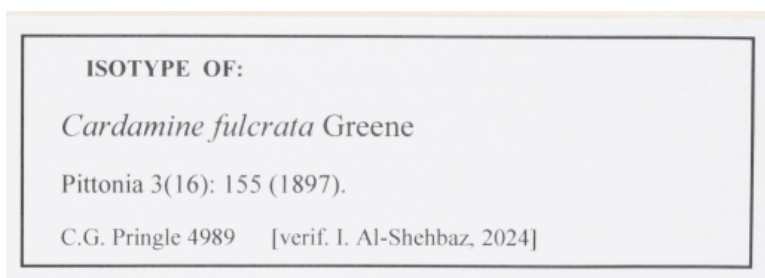 ISOTYPE OF:
Cardamine fulcrata Greene
Pittonia 3(16): 155 (1897).
C.G. Pringle 4989 [verif. I. Al-Shehbaz, 2024]